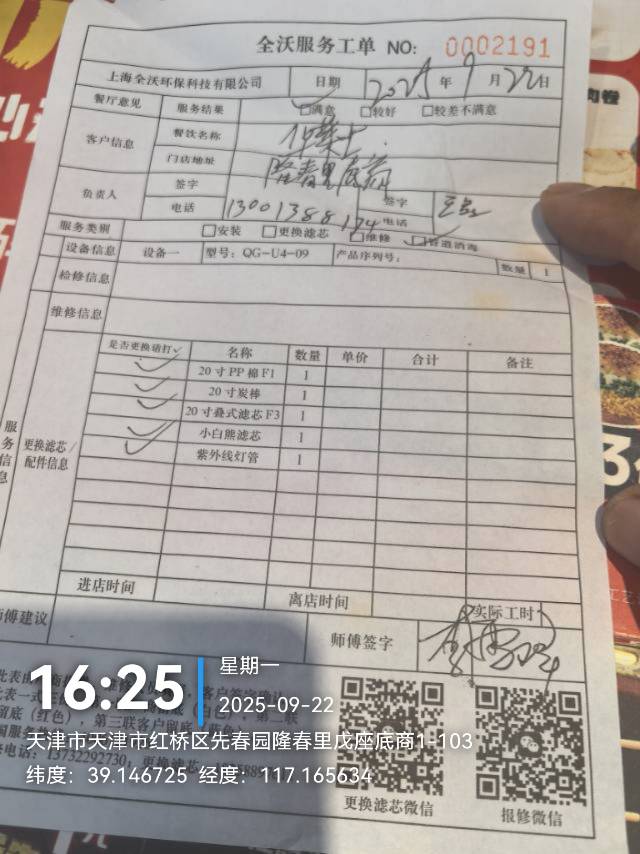 全沃服务工单 NO: 0002191
上海全沃环保科技有限公司 日期 2025年9月22日
餐厅意见 服务结果 □满意 □较好 □较差不满意
客户信息 餐饮名称
门店地址 隆春里底商
负责人 签字 签字
电话 13001388174 电话
服务类别 □安装 □更换滤芯 □维修 □管道消毒
设备信息 设备一 型号: QG-U4-09 产品序列号: 数量 1
检修信息
维修信息
服务信息 更换滤芯/配件信息
是否更换请打✓ 名称 数量 单价 合计 备注
✓ 20寸PP棉F1 1
✓ 20寸炭棒 1
✓ 20寸叠式滤芯F3 1
✓ 小白熊滤芯 1
✓ 紫外线灯管 1
进店时间 离店时间 实际工时
师傅建议 师傅签字
16:25 星期一
2025-09-22
天津市天津市红桥区先春园隆春里戊座底商1-103
纬度: 39.146725 经度: 117.165634
更换滤芯微信 报修微信